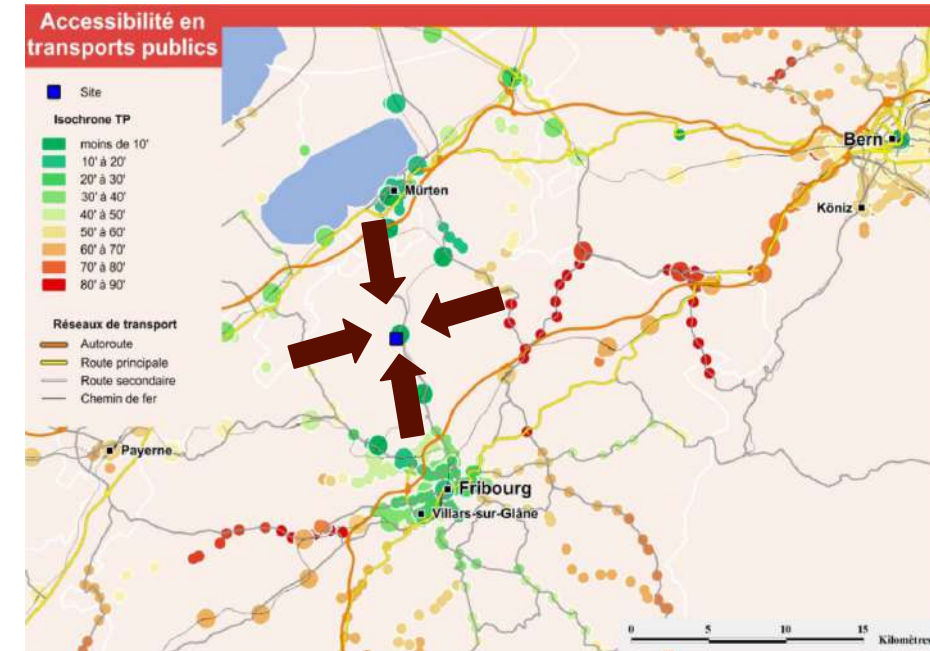 Accessibilité en
transports publics
Site
Isochrone TP
moins de 10'
10' à 20'
20' à 30'
30' à 40'
40' à 50'
50' à 60'
60' à 70'
70' à 80'
80' à 90'
Réseaux de transport
Autoroute
Route principale
Route secondaire
Chemin de fer
Bern
Mürten
Köniz
Payerne
Fribourg
Villars-sur-Glâne
0 5 10 15
Kilomètres